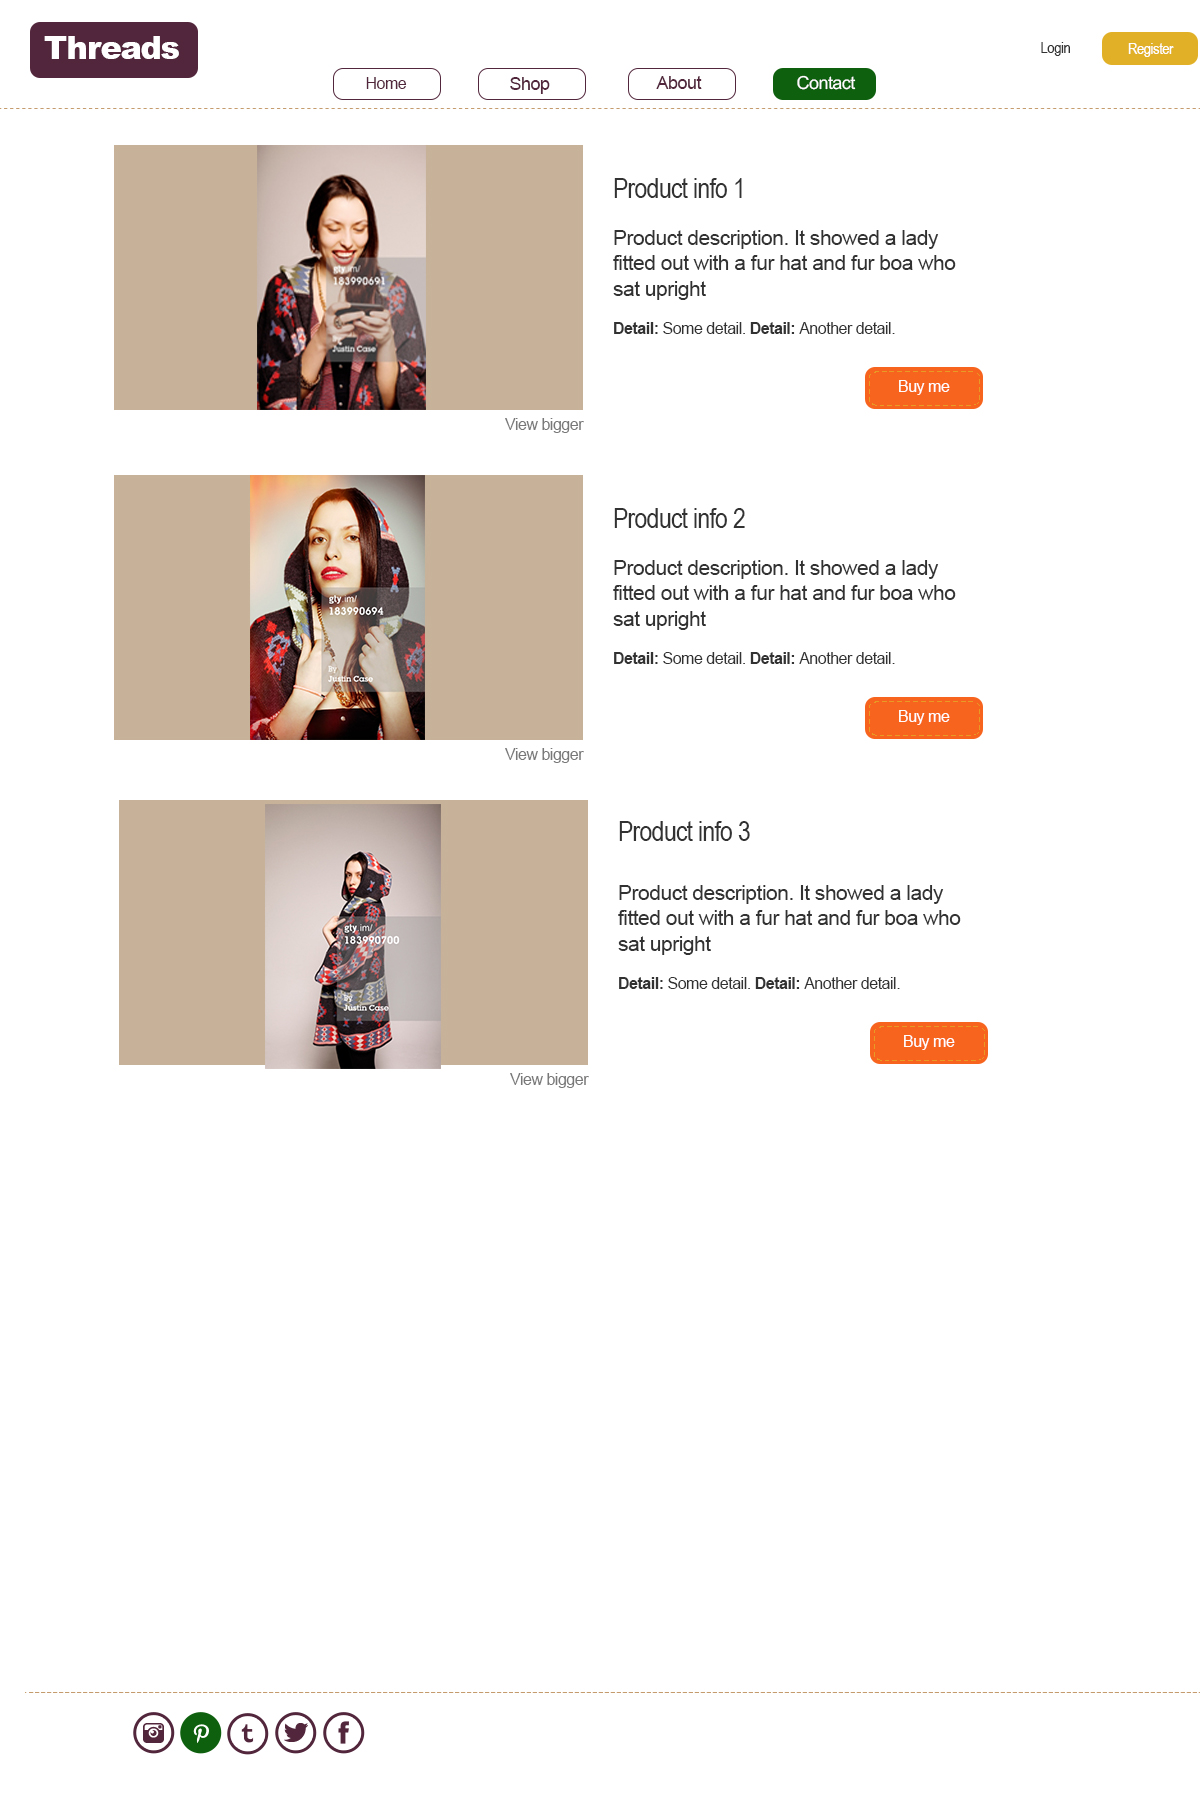 Threads
Login
Register
Home
Shop
About
Contact
gty.im/
183990691
Justin Case
Product info 1
Product description. It showed a lady
fitted out with a fur hat and fur boa who
sat upright
Detail: Some detail. Detail: Another detail.
Buy me
View bigger
gty.im/
183990694
By
Justin Case
Product info 2
Product description. It showed a lady
fitted out with a fur hat and fur boa who
sat upright
Detail: Some detail. Detail: Another detail.
Buy me
View bigger
gty.im/
183990700
By
Justin Case
Product info 3
Product description. It showed a lady
fitted out with a fur hat and fur boa who
sat upright
Detail: Some detail. Detail: Another detail.
Buy me
View bigger